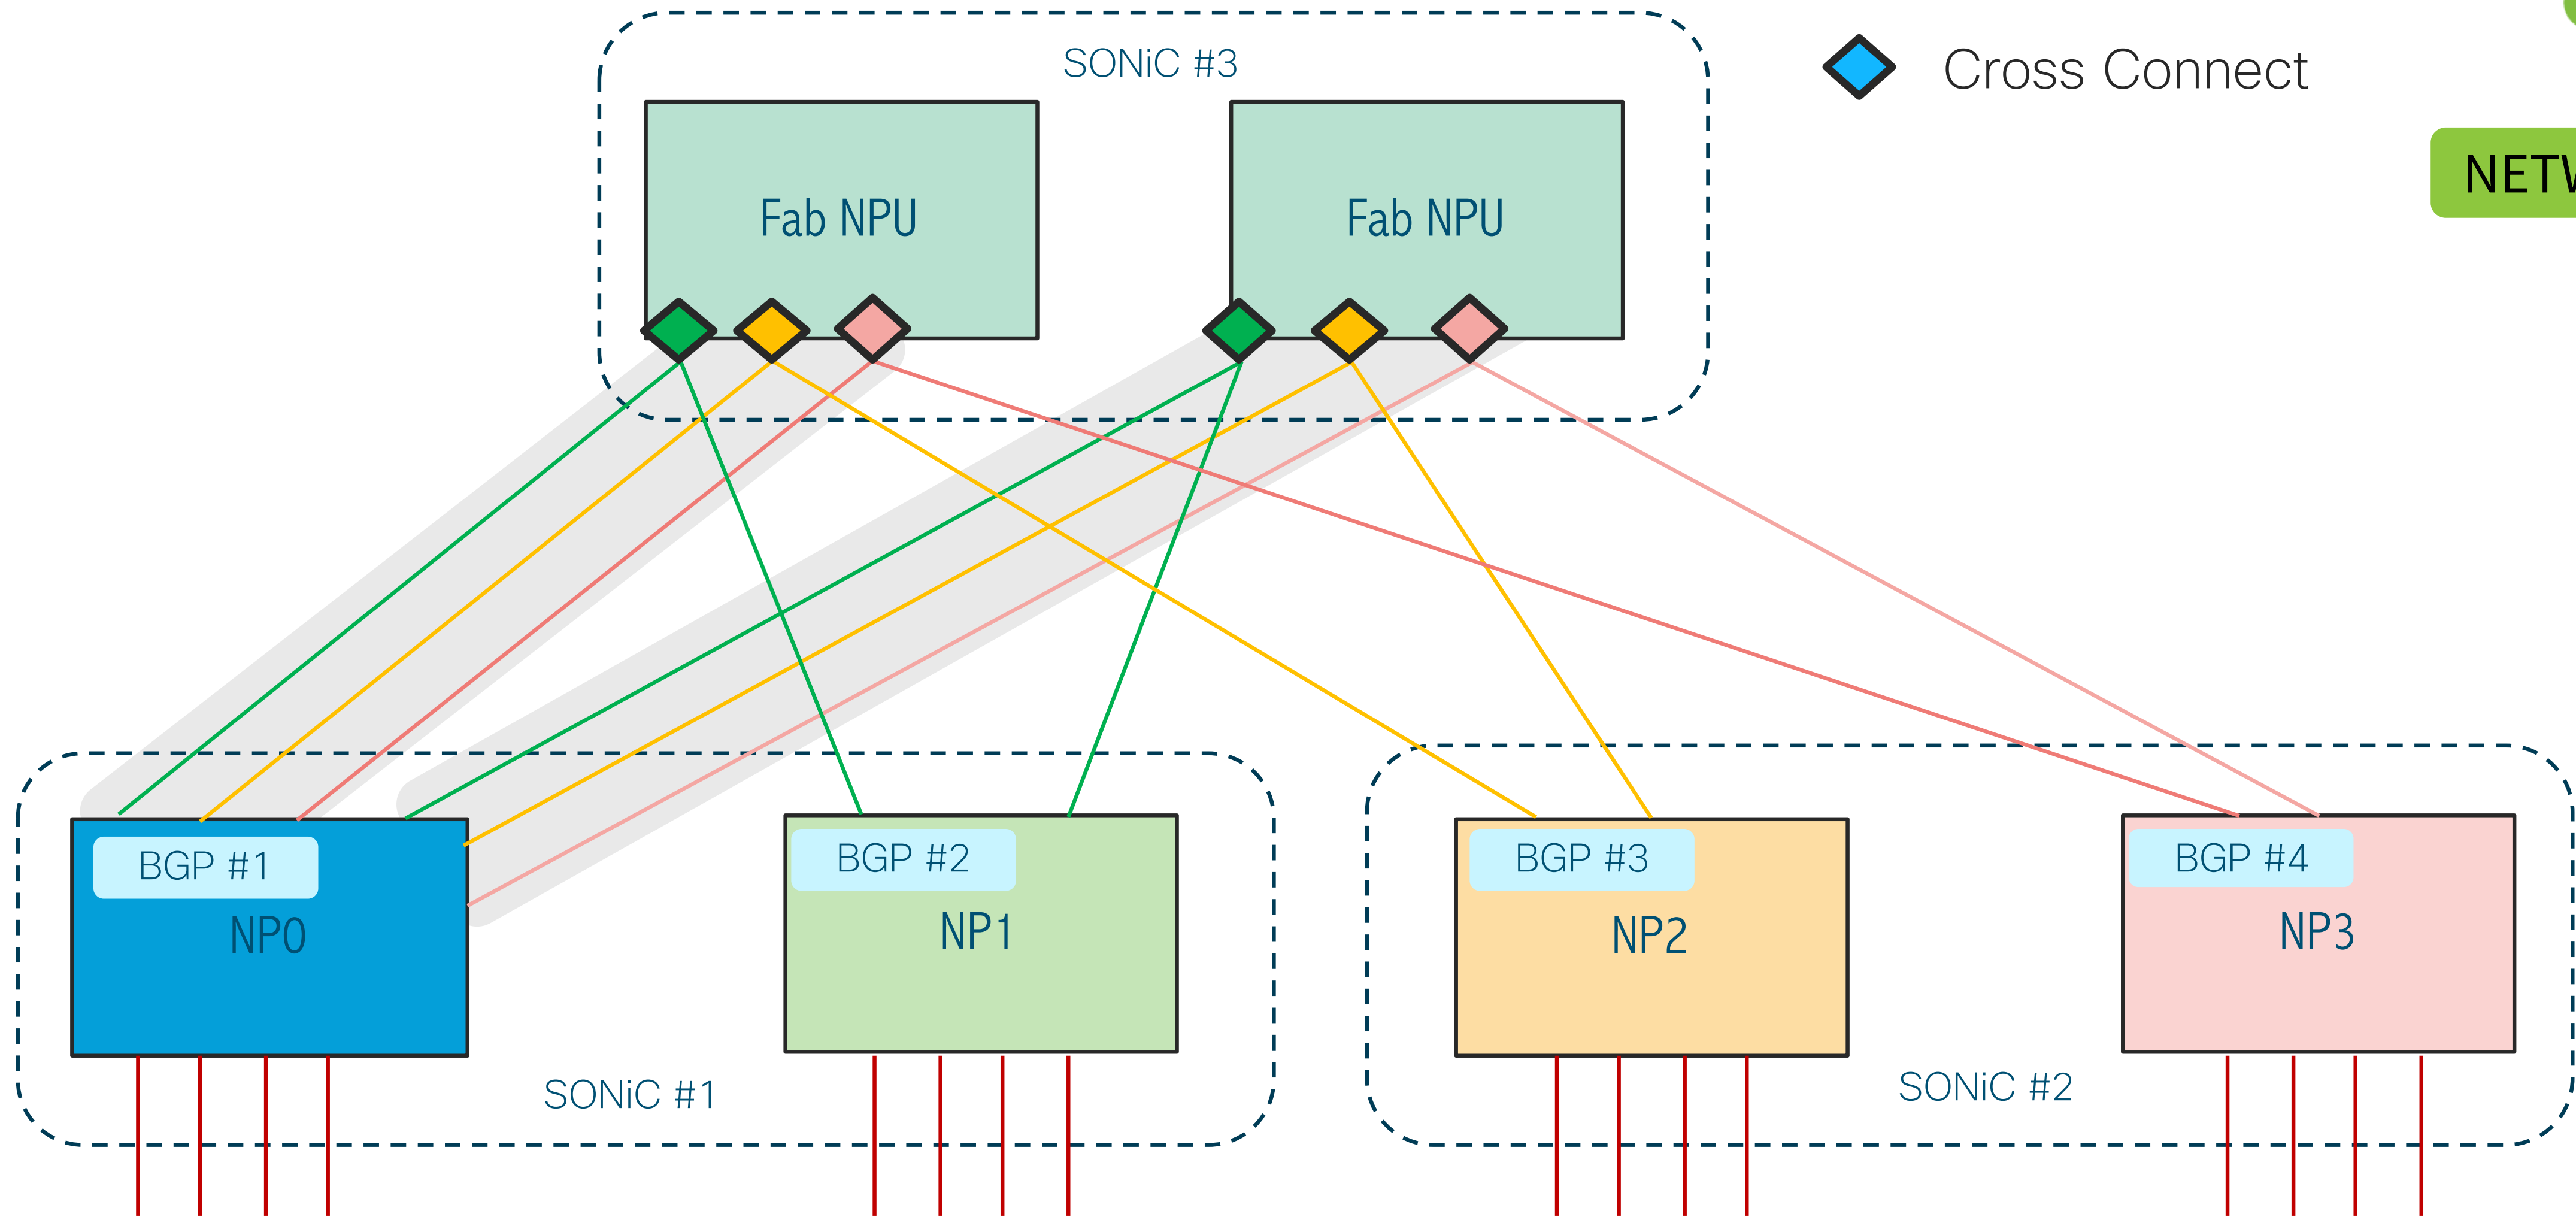 SONiC #3
Cross Connect
Fab NPU
Fab NPU
BGP #1
NP0
BGP #2
NP1
BGP #3
NP2
BGP #4
NP3
SONiC #1
SONiC #2